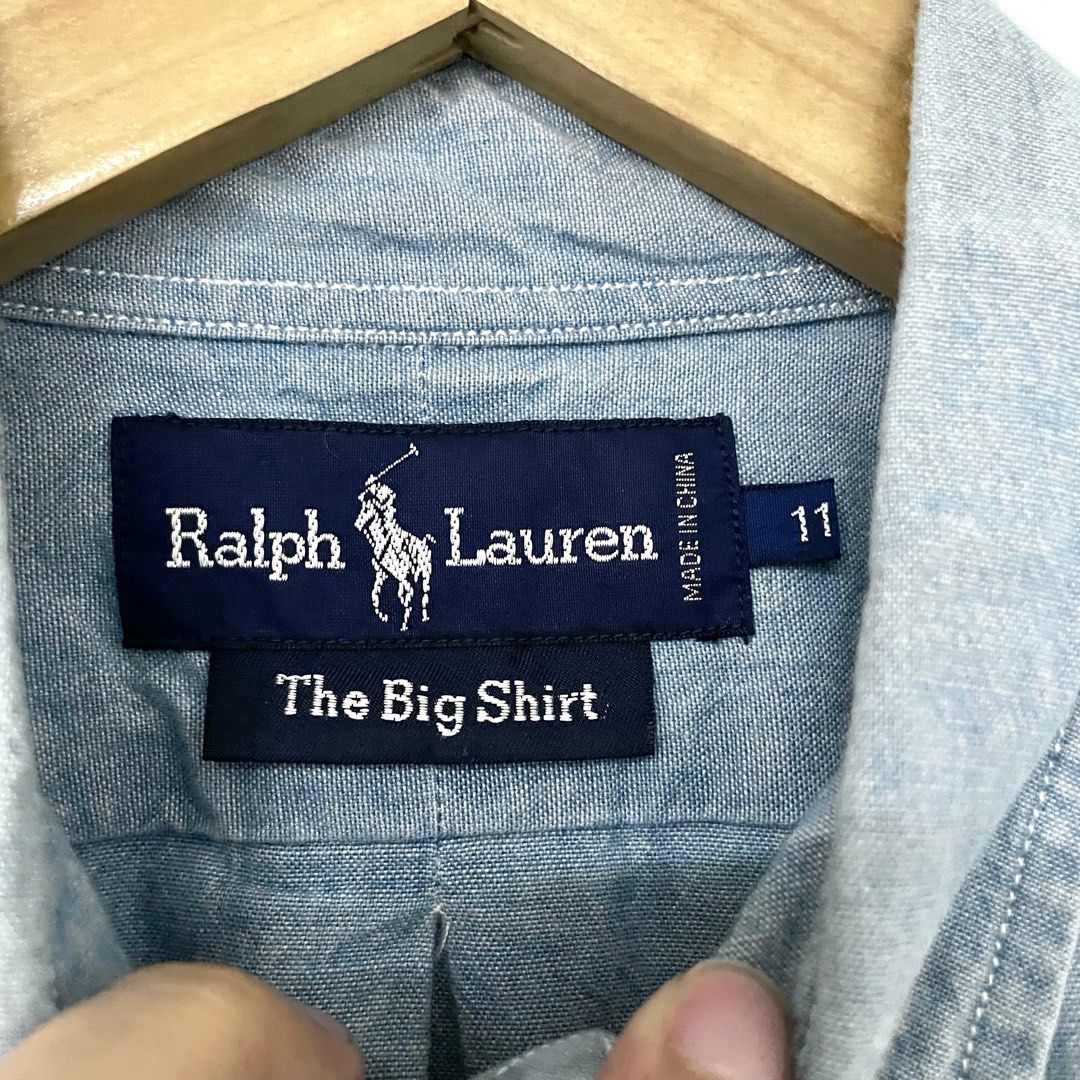 Ralph Lauren
MADE IN CHINA
11
The Big Shirt